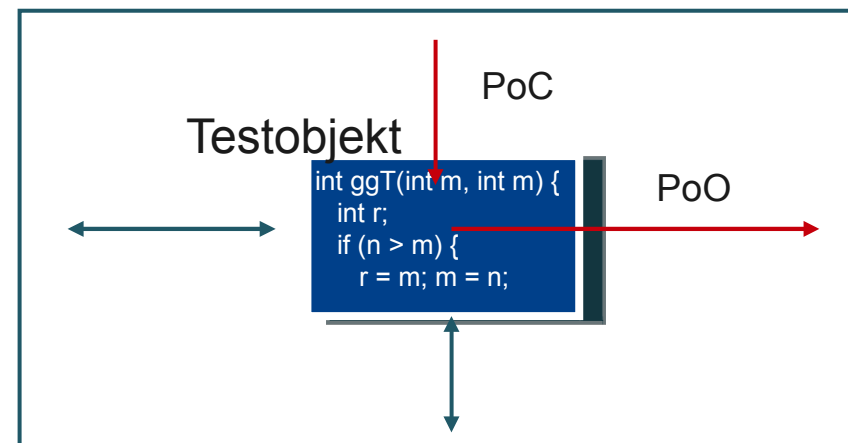 PoC
Testobjekt
int ggT(int m, int m) {
PoO
int r;
if (n > m) {
r = m; m = n;